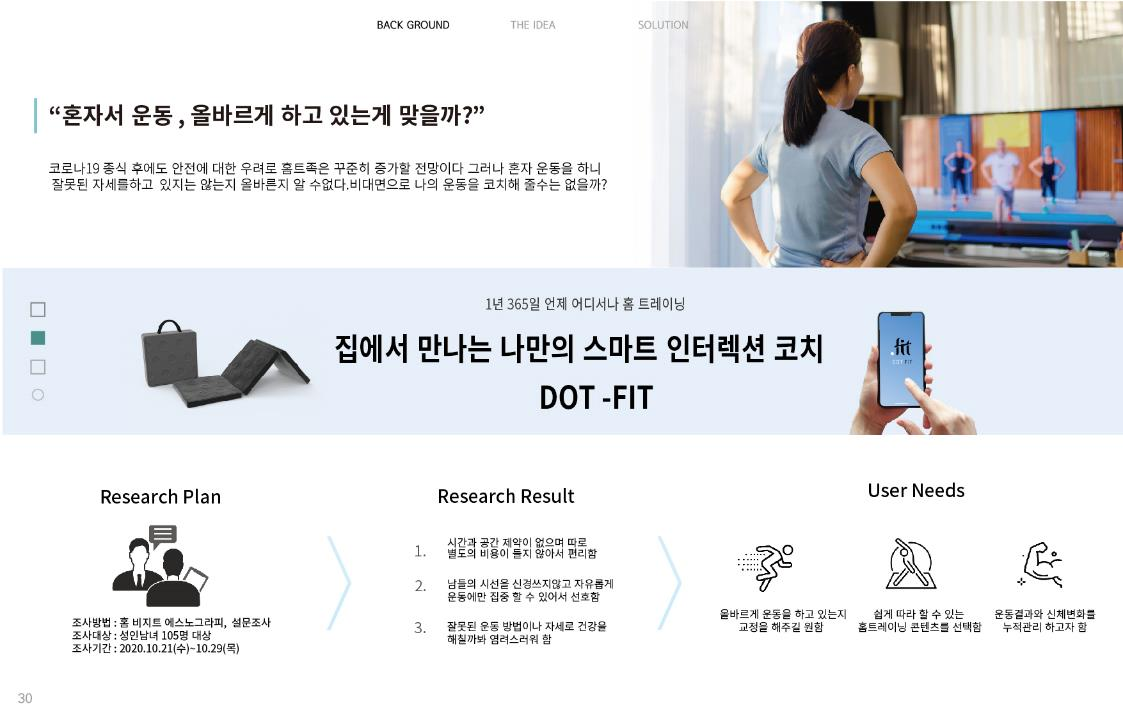 BACK GROUND
THE IDEA
SOLUTION
“혼자서 운동 , 올바르게 하고 있는게 맞을까?”
코로나19 종식 후에도 안전에 대한 우려로 홈트족은 꾸준히 증가할 전망이다 그러나 혼자 운동을 하니
잘못된 자세를하고 있지는 않는지 올바른지 알 수없다.비대면으로 나의 운동을 코치해 줄수는 없을까?
1년 365일 언제 어디서나 홈 트레이닝
집에서 만나는 나만의 스마트 인터렉션 코치
DOT -FIT
.fit
DOT-FIT
Research Plan
조사방법 : 홈 비지트 에스노그라피, 설문조사
조사대상 : 성인남녀 105명 대상
조사기간 : 2020.10.21(수)~10.29(목)
Research Result
1. 시간과 공간 제약이 없으며 따로
별도의 비용이 들지 않아서 편리함
2. 남들의 시선을 신경쓰지않고 자유롭게
운동에만 집중 할 수 있어서 선호함
3. 잘못된 운동 방법이나 자세로 건강을
해칠까봐 염려스러워 함
User Needs
올바르게 운동을 하고 있는지
교정을 해주길 원함
쉽게 따라 할 수 있는
홈트레이닝 콘텐츠를 선택함
운동결과와 신체변화를
누적관리 하고자 함
30